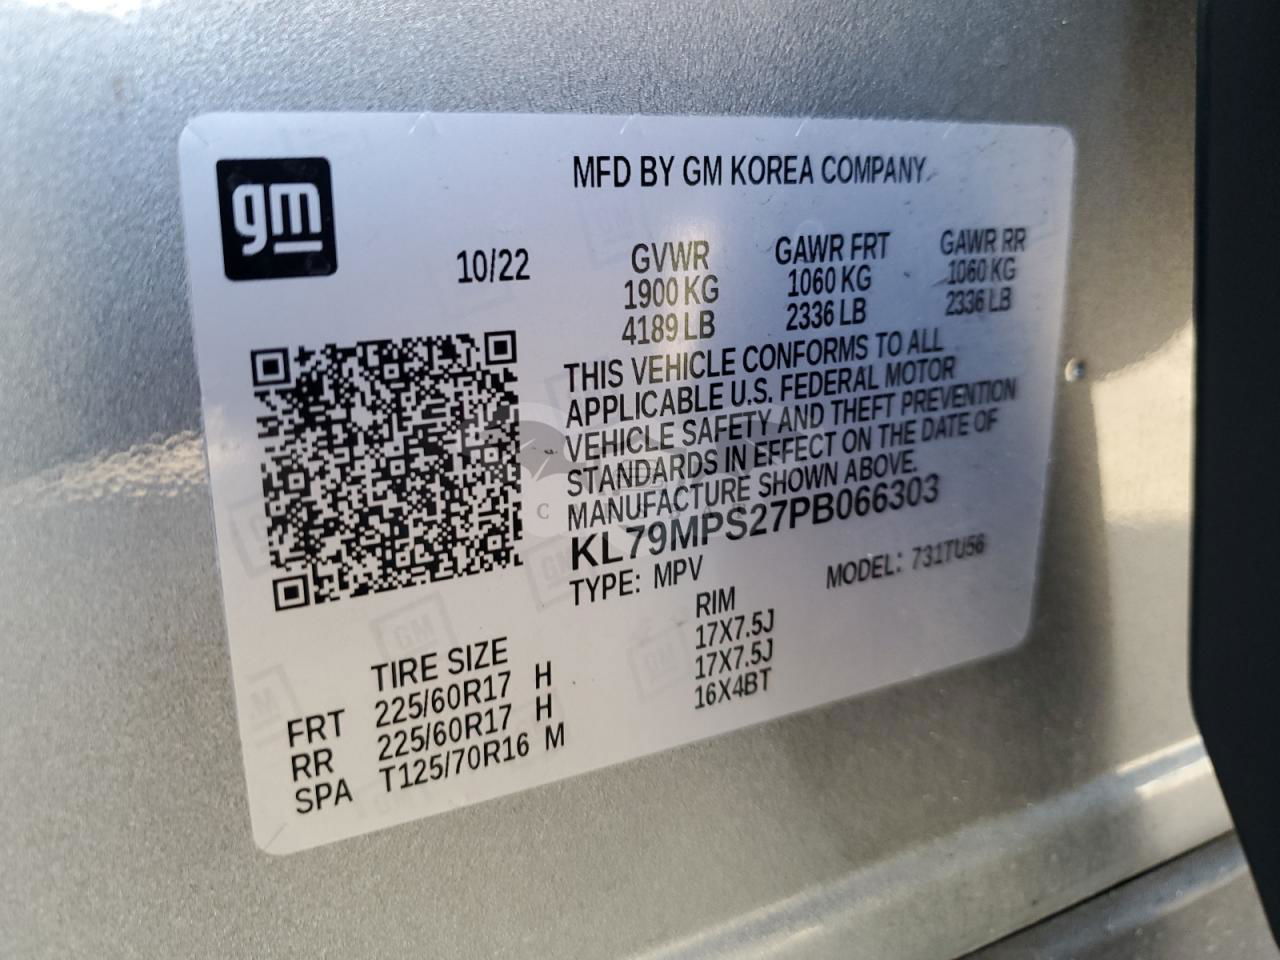 gm
MFD BY GM KOREA COMPANY
10/22
GVWR GAWR FRT GAWR RR
1900 KG 1060 KG 1060 KG
4189 LB 2336 LB 2336 LB
THIS VEHICLE CONFORMS TO ALL
APPLICABLE U.S. FEDERAL MOTOR
VEHICLE SAFETY AND THEFT PREVENTION
STANDARDS IN EFFECT ON THE DATE OF
MANUFACTURE SHOWN ABOVE.
KL79MPS27PB066303
TYPE: MPV MODEL: 731TU56
TIRE SIZE RIM
FRT 225/60R17 H 17X7.5J
RR 225/60R17 H 17X7.5J
SPA T125/70R16 M 16X4BT